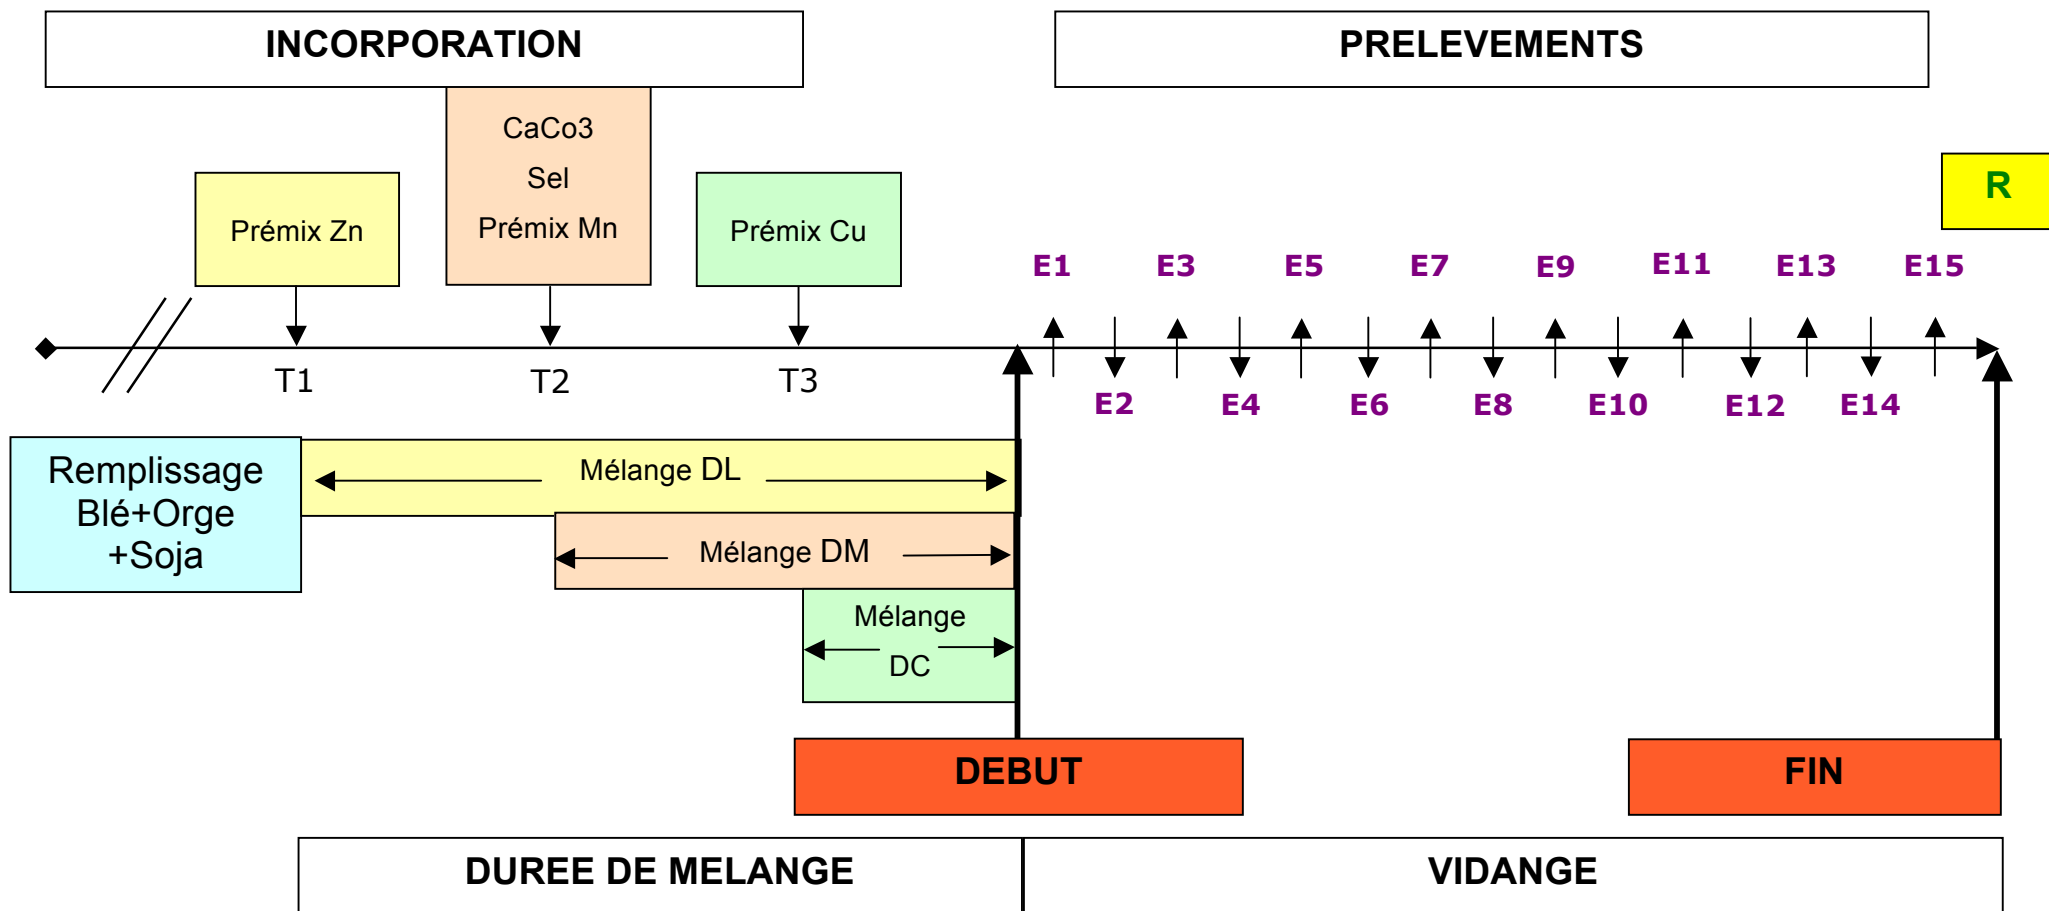 INCORPORATION
PRELEVEMENTS
CaCo3
Sel
Prémix Mn
Prémix Zn
Prémix Cu
R
E1
E3
E5
E7
E9
E11
E13
E15
T1
T2
T3
E2
E4
E6
E8
E10
E12
E14
Remplissage
Blé+Orge
+Soja
Mélange DL
Mélange DM
Mélange
DC
DEBUT
FIN
DUREE DE MELANGE
VIDANGE